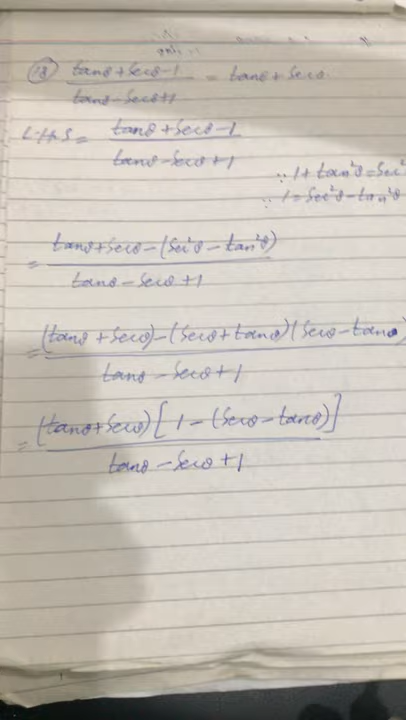 (18) tanθ+secθ-1 / tanθ-secθ+1 = tanθ+secθ
L.H.S = tanθ+secθ-1 / tanθ-secθ+1
∵ 1+tan²θ=sec²
∵ 1=sec²θ-tan²θ
= tanθ+secθ-(sec²θ-tan²θ) / tanθ-secθ+1
= (tanθ+secθ)-(secθ+tanθ)(secθ-tanθ) / tanθ-secθ+1
= (tanθ+secθ)[1-(secθ-tanθ)] / tanθ-secθ+1